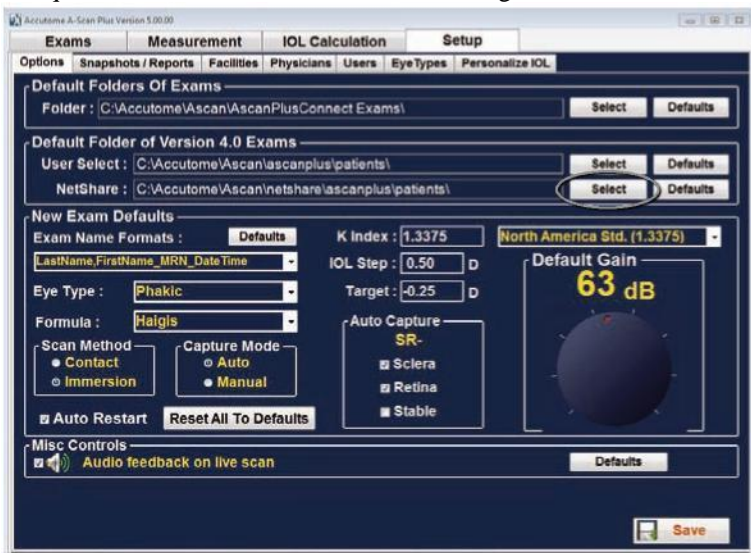 Accutome A-Scan Plus Version 5.00.00
Exams Measurement IOL Calculation Setup
Options Snapshots / Reports Facilities Physicians Users EyeTypes Personalize IOL
Default Folders Of Exams
Folder : C:\Accutome\Ascan\AscanPlusConnect Exams\ Select Defaults
Default Folder of Version 4.0 Exams
User Select : C:\Accutome\Ascan\ascanplus\patients\ Select Defaults
NetShare : C:\Accutome\Ascan\netshare\ascanplus\patients\ Select Defaults
New Exam Defaults
Exam Name Formats : Defaults K Index : 1.3375 North America Std. (1.3375)
LastName,FirstName_MRN_DateTime IOL Step : 0.50 D Default Gain
Eye Type : Phakic Target : -0.25 D 63 dB
Formula : Haigis Auto Capture
Scan Method Capture Mode SR-
Contact Auto Sclera
Immersion Manual Retina
Auto Restart Reset All To Defaults Stable
Misc Controls
Audio feedback on live scan Defaults
Save